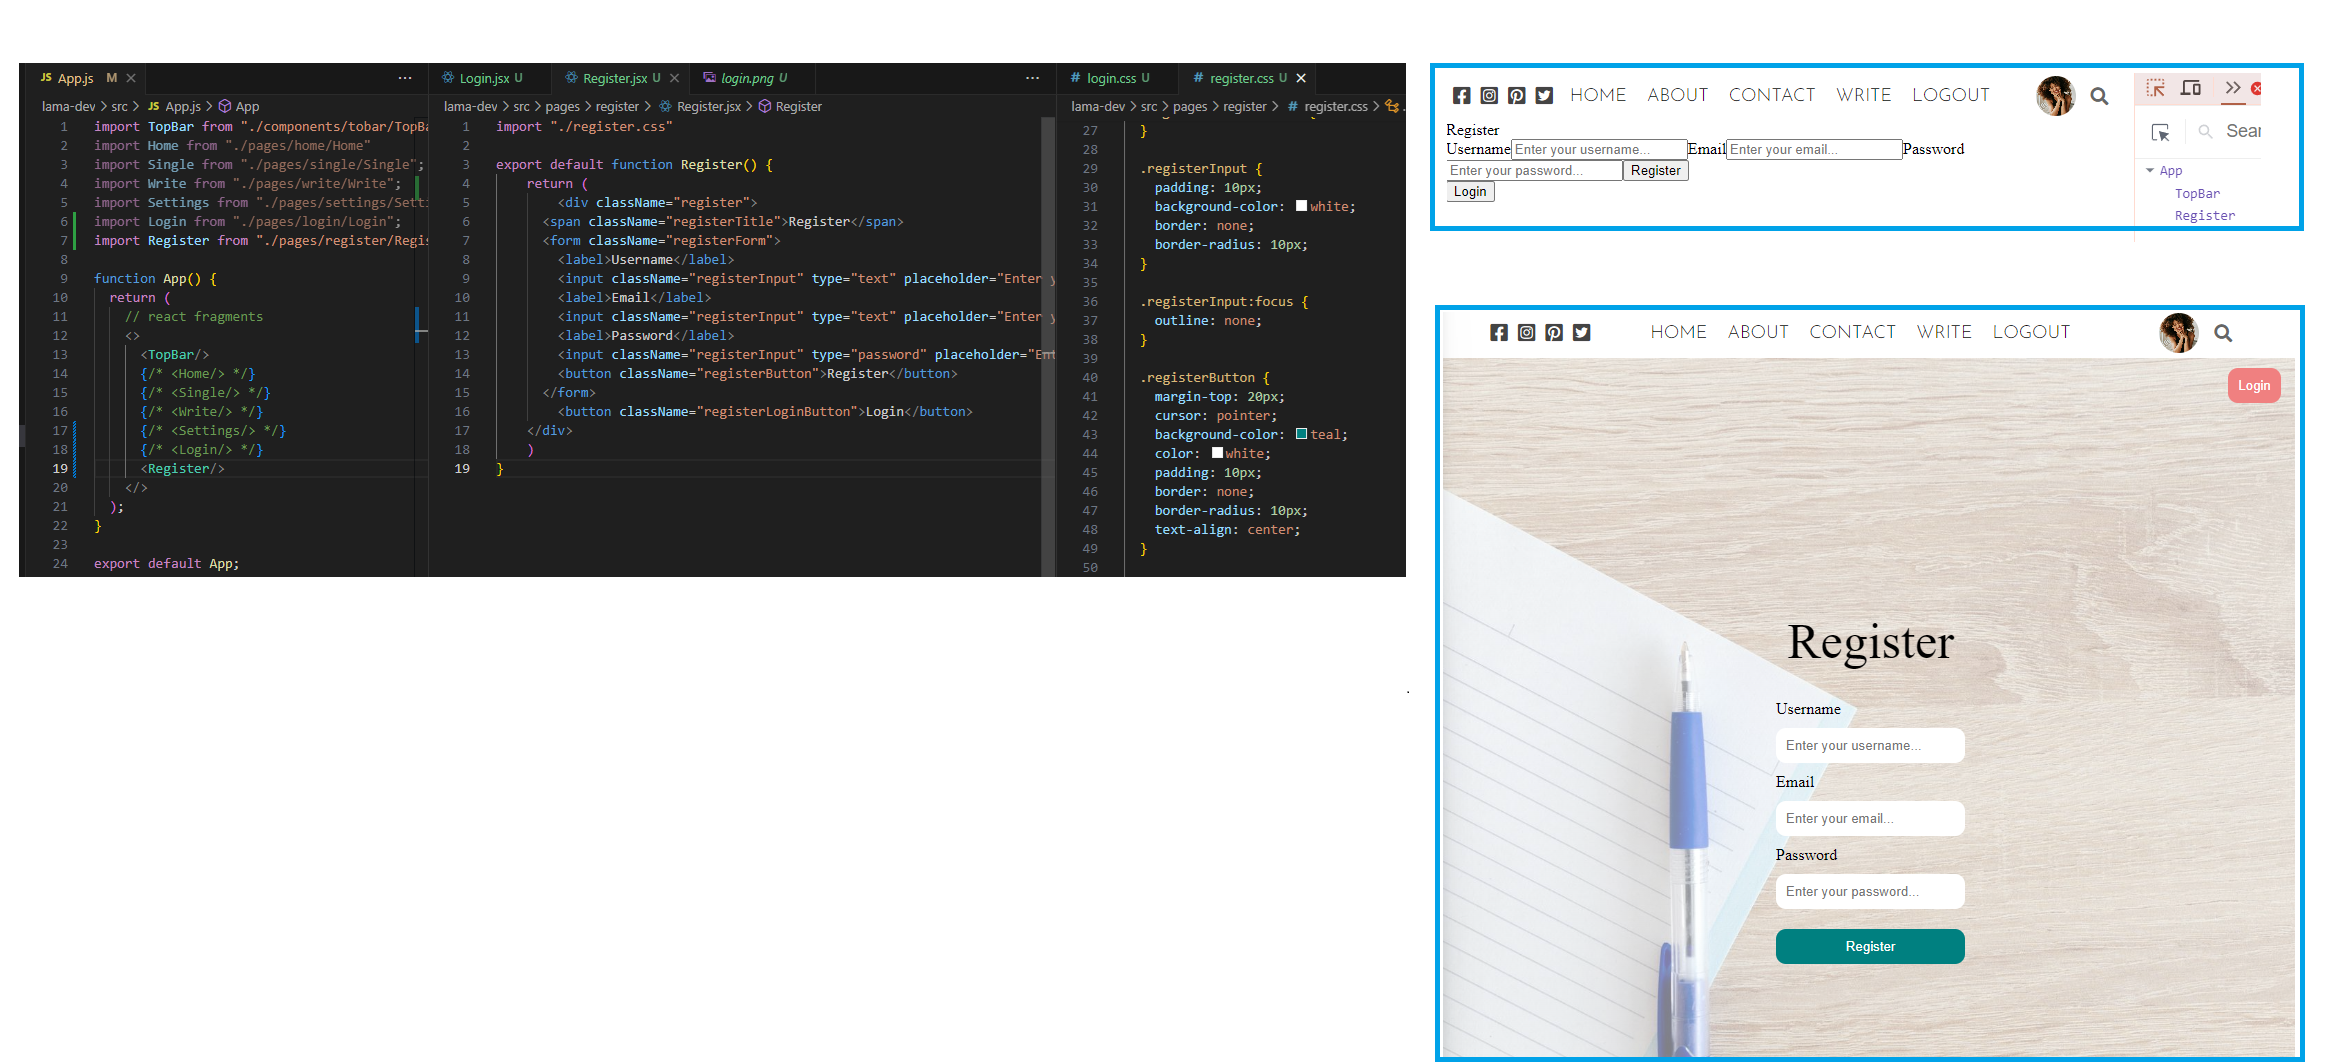 JS App.js M
lama-dev > src > JS App.js > App
1 import TopBar from "./components/tobar/TopBa
2 import Home from "./pages/home/Home"
3 import Single from "./pages/single/Single";
4 import Write from "./pages/write/Write";
5 import Settings from "./pages/settings/Setti
6 import Login from "./pages/login/Login";
7 import Register from "./pages/register/Regis
8
9 function App() {
10 return (
11 // react fragments
12 <>
13 <TopBar/>
14 {/* <Home/> */}
15 {/* <Single/> */}
16 {/* <Write/> */}
17 {/* <Settings/> */}
18 {/* <Login/> */}
19 <Register/>
20 </>
21 );
22 }
23
24 export default App;
Login.jsx U Register.jsx U login.png U
lama-dev > src > pages > register > Register.jsx > Register
1 import "./register.css"
2
3 export default function Register() {
4 return (
5 <div className="register">
6 <span className="registerTitle">Register</span>
7 <form className="registerForm">
8 <label>Username</label>
9 <input className="registerInput" type="text" placeholder="Enter y
10 <label>Email</label>
11 <input className="registerInput" type="text" placeholder="Enter y
12 <label>Password</label>
13 <input className="registerInput" type="password" placeholder="Ent
14 <button className="registerButton">Register</button>
15 </form>
16 <button className="registerLoginButton">Login</button>
17 </div>
18 )
19 }
# login.css U # register.css U
lama-dev > src > pages > register > # register.css > .
27 }
28
29 .registerInput {
30 padding: 10px;
31 background-color: white;
32 border: none;
33 border-radius: 10px;
34 }
35
36 .registerInput:focus {
37 outline: none;
38 }
39
40 .registerButton {
41 margin-top: 20px;
42 cursor: pointer;
43 background-color: teal;
44 color: white;
45 padding: 10px;
46 border: none;
47 border-radius: 10px;
48 text-align: center;
49 }
50
HOME ABOUT CONTACT WRITE LOGOUT
Register
Username Enter your username... Email Enter your email... Password
Enter your password... Register
Login
Sear
App
TopBar
Register
HOME ABOUT CONTACT WRITE LOGOUT
Login
Register
Username
Enter your username...
Email
Enter your email...
Password
Enter your password...
Register